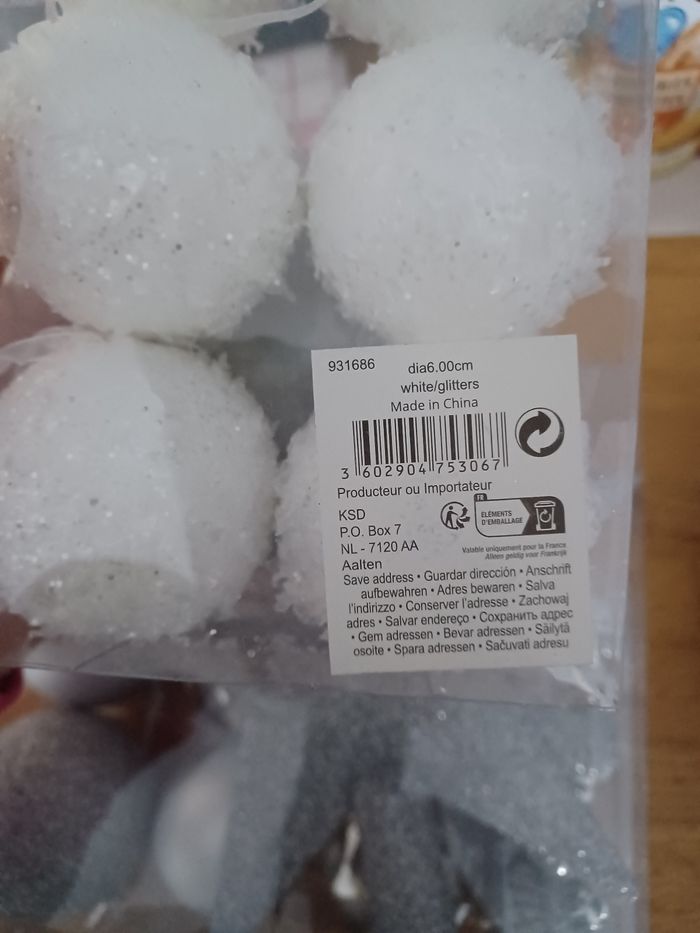 931686 dia6.00cm
white/glitters
Made in China
3 602904 753067
Producteur ou Importateur
KSD
P.O. Box 7
NL - 7120 AA
Aalten
FR
ÉLÉMENTS
D'EMBALLAGE
Valable uniquement pour la France
Alleen geldig voor Frankrijk
Save address • Guardar dirección • Anschrift
aufbewahren • Adres bewaren • Salva
l'indirizzo • Conserver l'adresse • Zachowaj
adres • Salvar endereço • Сохранить адрес
• Gem adressen • Bevar adressen • Säilytä
osoite • Spara adressen • Sačuvati adresu